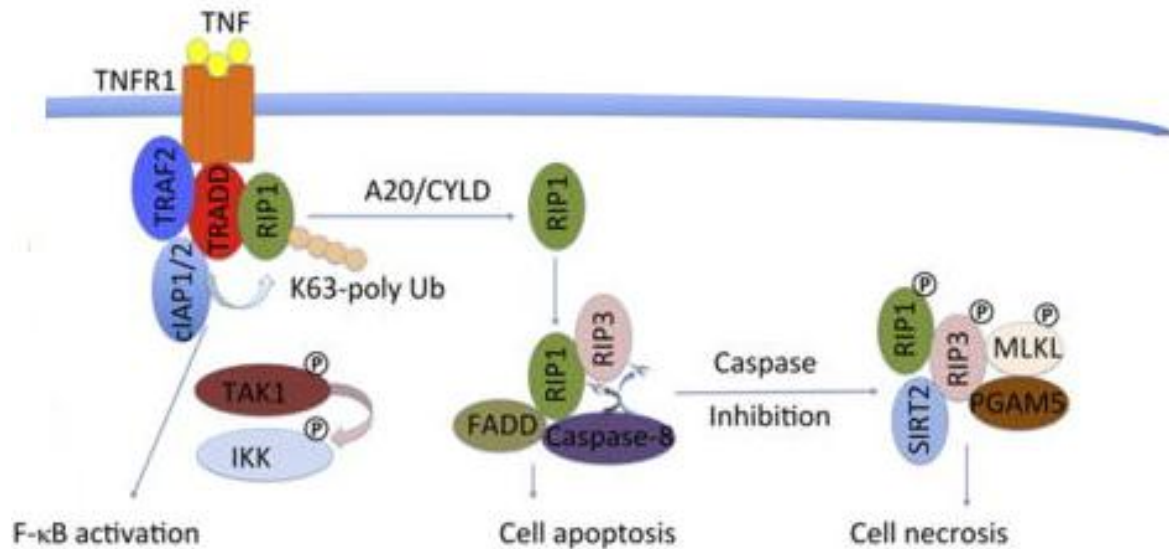 TNF
TNFR1
TRAF2
TRADD
RIP1
cIAP1/2
K63-poly Ub
A20/CYLD
RIP1
TAK1
P
IKK
P
RIP1
RIP3
FADD
Caspase-8
Caspase
Inhibition
RIP1
P
RIP3
P
MLKL
P
SIRT2
PGAM5
F-κB activation
Cell apoptosis
Cell necrosis